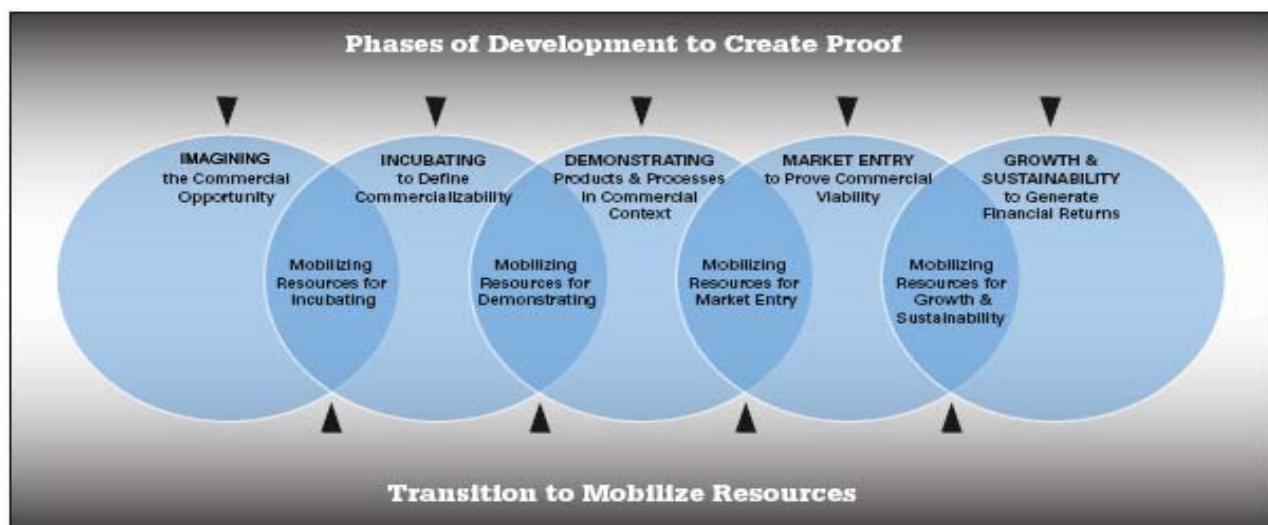 Phases of Development to Create Proof
IMAGINING
the Commercial
Opportunity
INCUBATING
to Define
Commercializability
DEMONSTRATING
Products & Processes
in Commercial
Context
MARKET ENTRY
to Prove Commercial
Viability
GROWTH &
SUSTAINABILITY
to Generate
Financial Returns
Mobilizing
Resources for
Incubating
Mobilizing
Resources for
Demonstrating
Mobilizing
Resources for
Market Entry
Mobilizing
Resources for
Growth &
Sustainability
Transition to Mobilize Resources